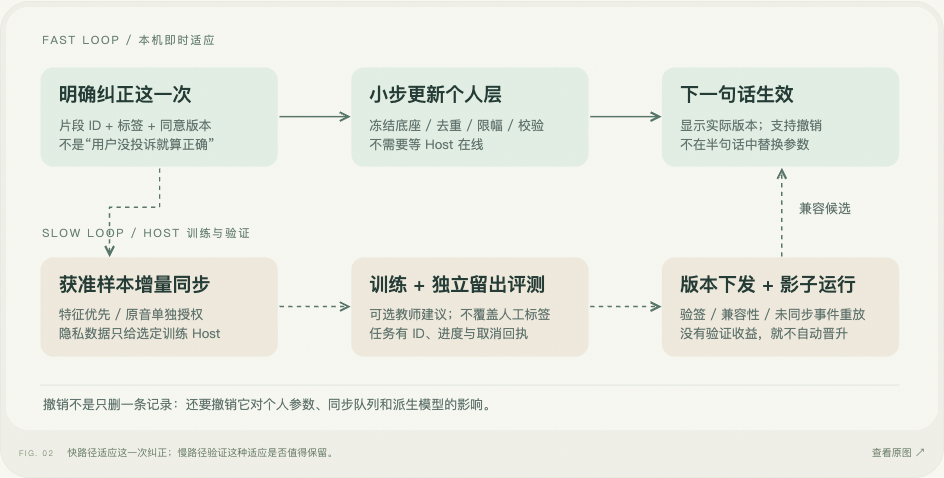 FAST LOOP / 本机即时适应
明确纠正这一次
片段 ID + 标签 + 同意版本
不是“用户没投诉就算正确”
小步更新个人层
冻结底座 / 去重 / 限幅 / 校验
不需要等 Host 在线
下一句话生效
显示实际版本；支持撤销
不在半句话中替换参数
兼容候选
SLOW LOOP / HOST 训练与验证
获准样本增量同步
特征优先 / 原音单独授权
隐私数据只给选定训练 Host
训练 + 独立留出评测
可选教师建议；不覆盖人工标签
任务有 ID、进度与取消回执
版本下发 + 影子运行
验签 / 兼容性 / 未同步事件重放
没有验证收益，就不自动晋升
撤销不是只删一条记录：还要撤销它对个人参数、同步队列和派生模型的影响。
FIG. 02 快路径适应这一次纠正；慢路径验证这种适应是否值得保留。
查看原图 ↗